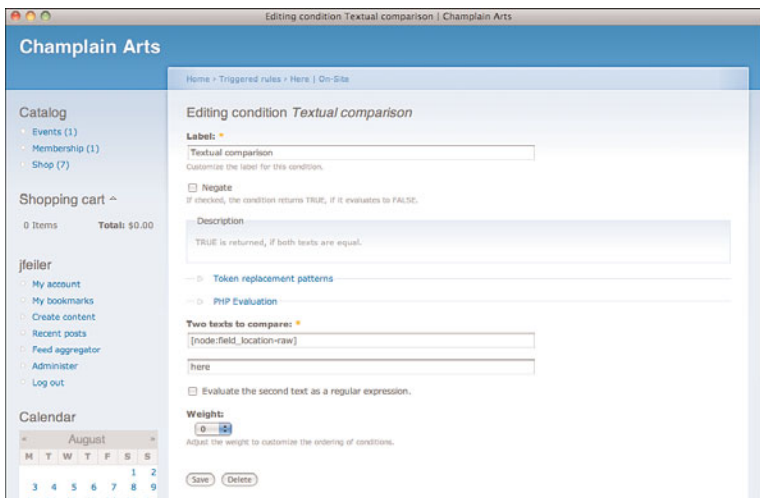 Editing condition Textual comparison | Champlain Arts
Champlain Arts
Home > Triggered rules > Here | On-Site
Catalog
Events (1)
Membership (1)
Shop (7)
Shopping cart
0 Items Total: $0.00
jfeiler
My account
My bookmarks
Create content
Recent posts
Feed aggregator
Administer
Log out
Calendar
« August »
M T W T F S S
1 2
3 4 5 6 7 8 9
Editing condition Textual comparison
Label: *
Textual comparison
Customize the label for this condition.
Negate
If checked, the condition returns TRUE, if it evaluates to FALSE.
Description
TRUE is returned, if both texts are equal.
Token replacement patterns
PHP Evaluation
Two texts to compare: *
[node:field_location-raw]
here
Evaluate the second text as a regular expression.
Weight:
0
Adjust the weight to customize the ordering of conditions.
Save Delete